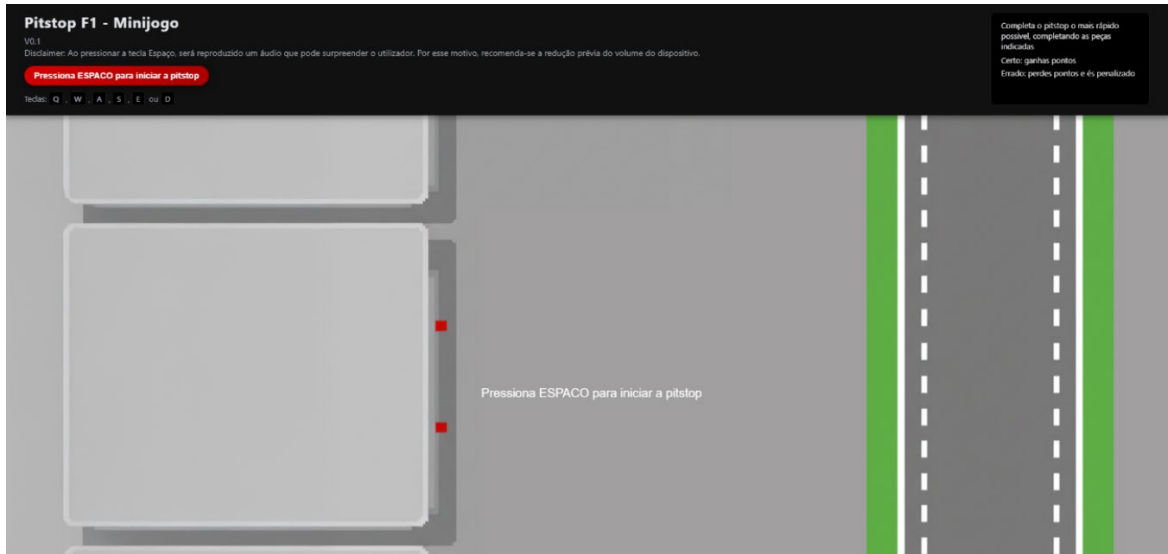 Pitstop F1 - Minijogo
V0.1
Disclaimer: Ao pressionar a tecla Espaço, será reproduzido um áudio que pode surpreender o utilizador. Por esse motivo, recomenda-se a redução prévia do volume do dispositivo.
Pressiona ESPACO para iniciar a pitstop
Teclas: Q , W , A , S , E ou D
Completa o pitstop o mais rápido
possível, completando as peças
indicadas
Certo: ganhas pontos
Errado: perdes pontos e és penalizado
Pressiona ESPACO para iniciar a pitstop